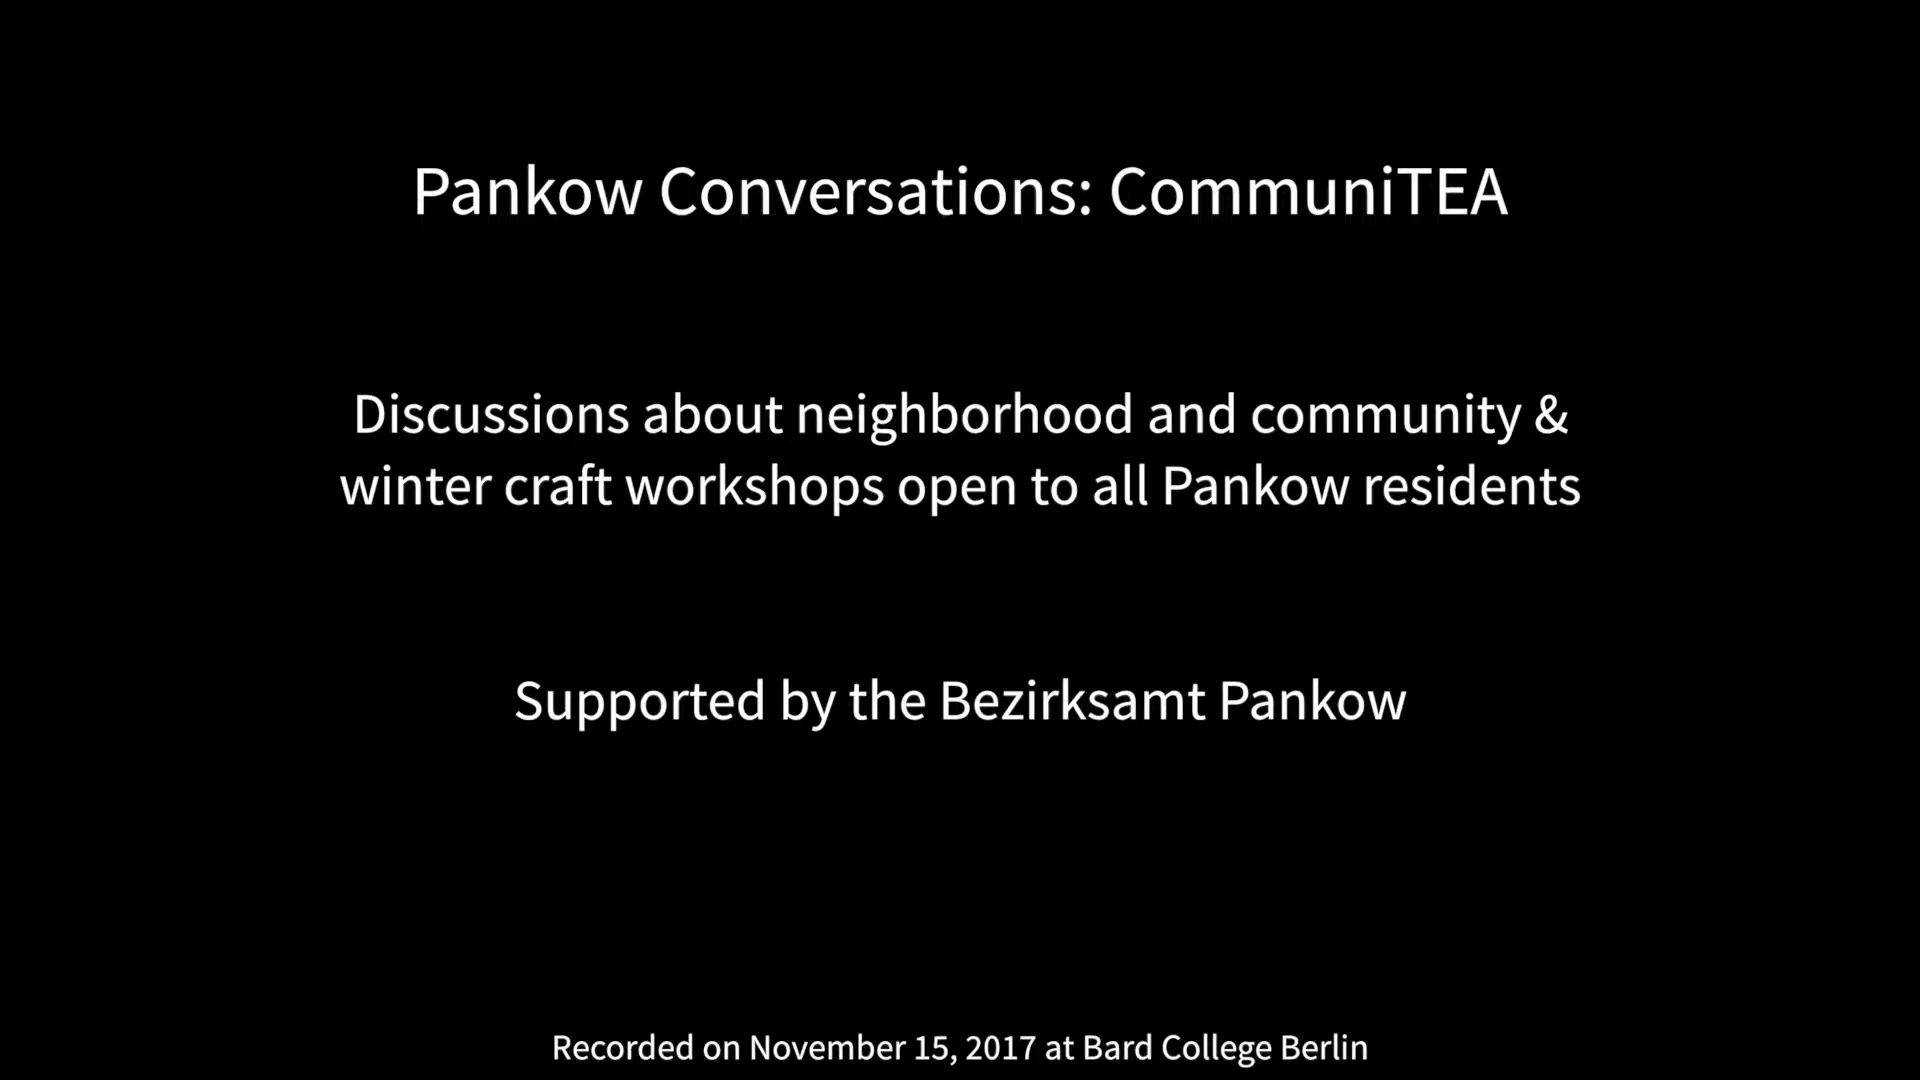 Pankow Conversations: CommuniTEA
Discussions about neighborhood and community &
winter craft workshops open to all Pankow residents
Supported by the Bezirksamt Pankow
Recorded on November 15, 2017 at Bard College Berlin